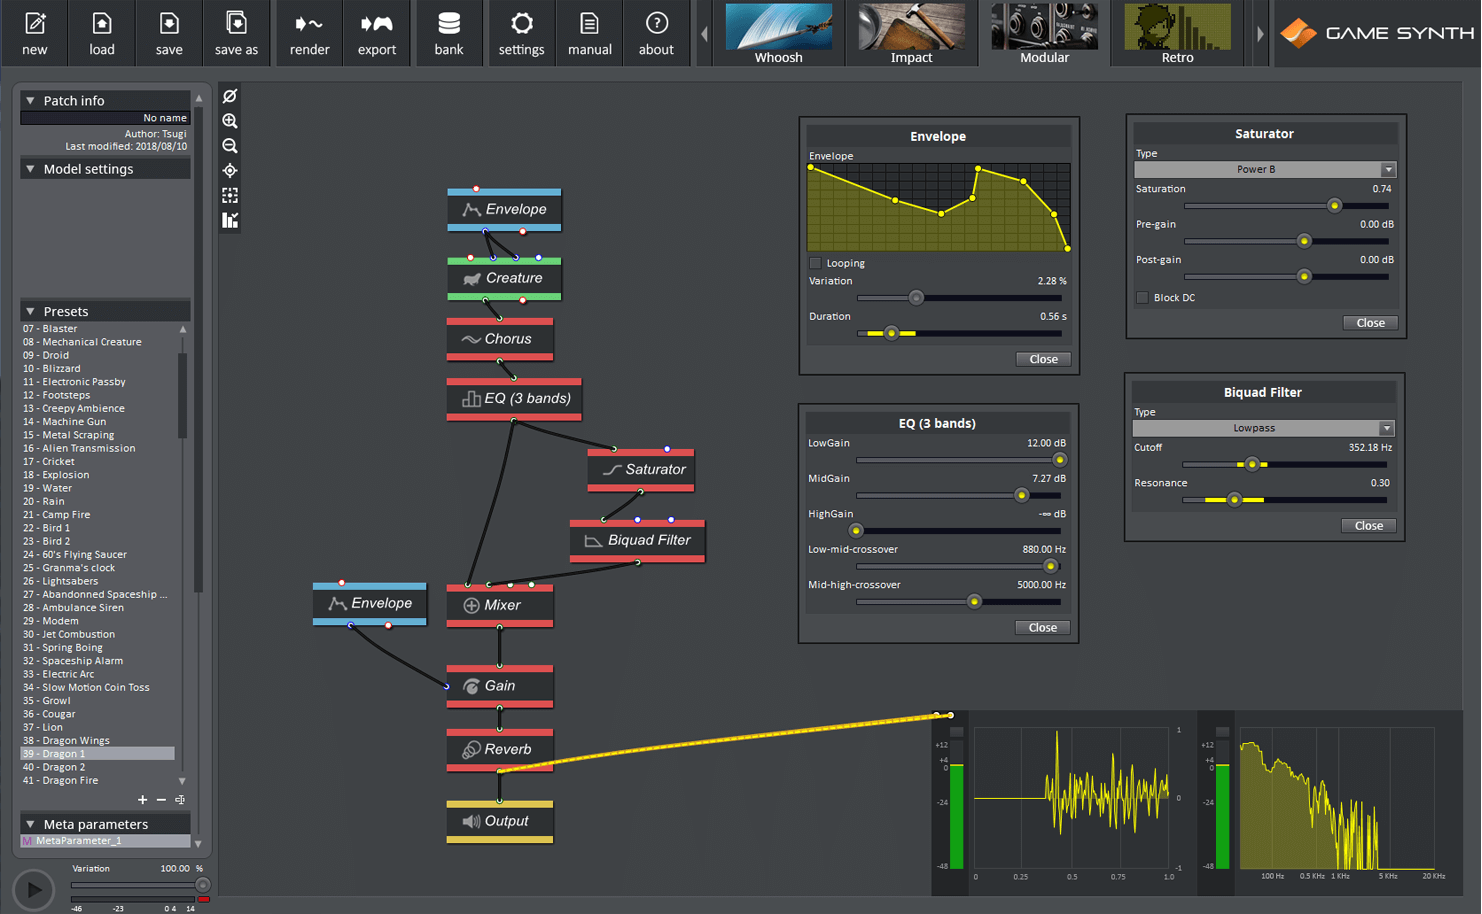 new
load
save
save as
render
export
bank
settings
manual
about
Whoosh
Impact
Modular
Retro
GAME SYNTH
Patch info
No name
Author: Tsugi
Last modified: 2018/08/10
Model settings
Presets
07 - Blaster
08 - Mechanical Creature
09 - Droid
10 - Blizzard
11 - Electronic Passby
12 - Footsteps
13 - Creepy Ambience
14 - Machine Gun
15 - Metal Scraping
16 - Alien Transmission
17 - Cricket
18 - Explosion
19 - Water
20 - Rain
21 - Camp Fire
22 - Bird 1
23 - Bird 2
24 - 60's Flying Saucer
25 - Granma's clock
26 - Lightsabers
27 - Abandonned Spaceship ...
28 - Ambulance Siren
29 - Modem
30 - Jet Combustion
31 - Spring Boing
32 - Spaceship Alarm
33 - Electric Arc
34 - Slow Motion Coin Toss
35 - Growl
36 - Cougar
37 - Lion
38 - Dragon Wings
39 - Dragon 1
40 - Dragon 2
41 - Dragon Fire
Meta parameters
M MetaParameter_1
Variation 100.00 %
-46 -23 0 4 14
Envelope
Creature
Chorus
EQ (3 bands)
Saturator
Biquad Filter
Envelope
Mixer
Gain
Reverb
Output
Envelope
Envelope
Looping
Variation 2.28 %
Duration 0.56 s
Close
Saturator
Type
Power B
Saturation 0.74
Pre-gain 0.00 dB
Post-gain 0.00 dB
Block DC
Close
EQ (3 bands)
LowGain 12.00 dB
MidGain 7.27 dB
HighGain -∞ dB
Low-mid-crossover 880.00 Hz
Mid-high-crossover 5000.00 Hz
Close
Biquad Filter
Type
Lowpass
Cutoff 352.18 Hz
Resonance 0.30
Close
+12
+4
0
-24
-48
1
0
-1
0 0.25 0.5 0.75 1.0
+12
+4
0
-24
-48
100 Hz 0.5 KHz 1 KHz 5 KHz 20 KHz